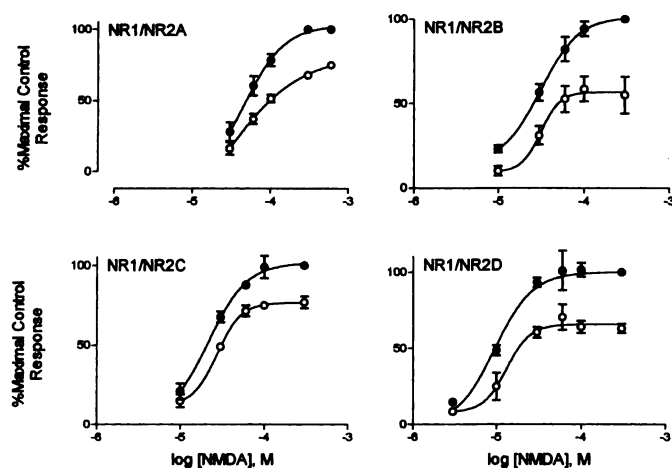 NR1/NR2A
100
50
0
-6
-5
-4
-3
%Maximal Control
Response
NR1/NR2B
100
50
0
-6
-5
-4
-3
NR1/NR2C
100
50
0
-6
-5
-4
-3
%Maximal Control
Response
log [NMDA], M
NR1/NR2D
100
50
0
-6
-5
-4
-3
log [NMDA], M